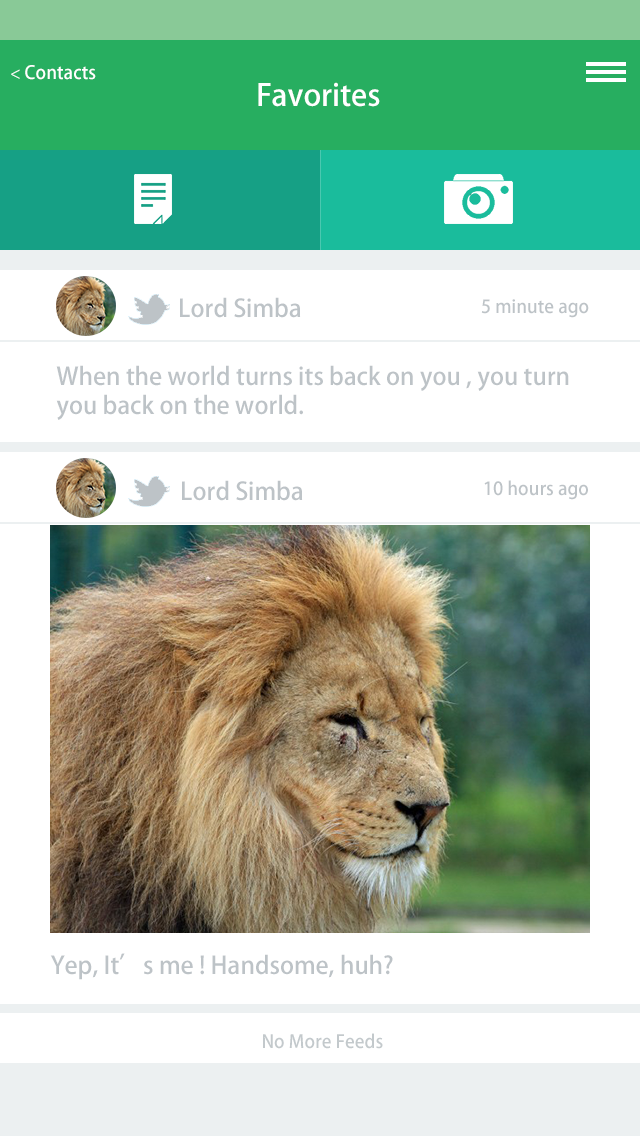 < Contacts
Favorites
Lord Simba
5 minute ago
When the world turns its back on you , you turn
you back on the world.
Lord Simba
10 hours ago
Yep, It′ s me ! Handsome, huh?
No More Feeds